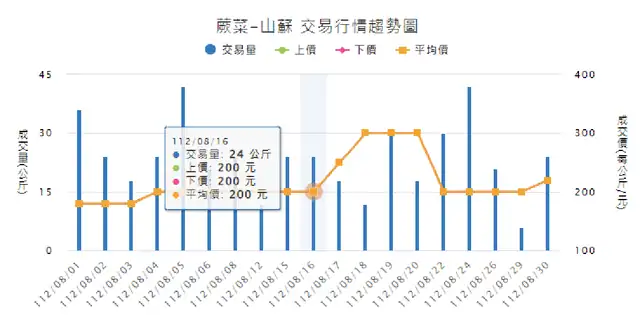 蕨菜-山蘇 交易行情趨勢圖
交易量 上價 下價 平均價
45 400
30 300
15 200
0 100
成交量(公斤)
成交價(每公斤/元)
112/08/16
交易量: 24 公斤
上價: 200 元
下價: 200 元
平均價: 200 元
112/08/01 112/08/02 112/08/03 112/08/04 112/08/05 112/08/06 112/08/08 112/08/12 112/08/15 112/08/16 112/08/17 112/08/18 112/08/19 112/08/20 112/08/22 112/08/24 112/08/26 112/08/29 112/08/30